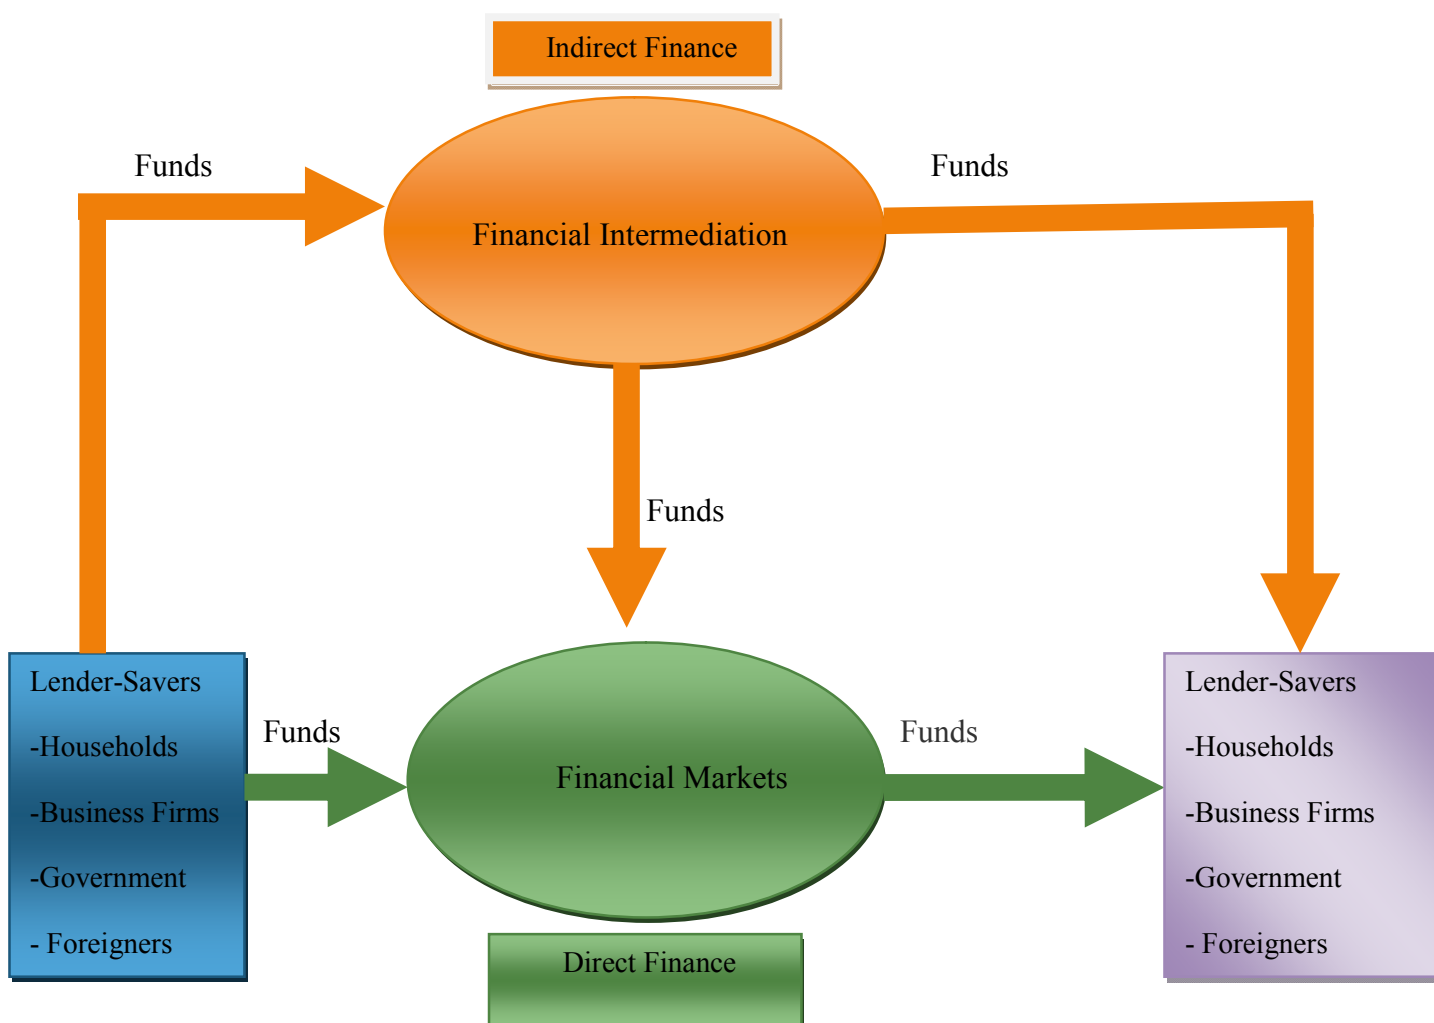 Indirect Finance
Funds
Funds
Financial Intermediation
Funds
Lender-Savers
-Households
-Business Firms
-Government
- Foreigners
Funds
Financial Markets
Funds
Lender-Savers
-Households
-Business Firms
-Government
- Foreigners
Direct Finance